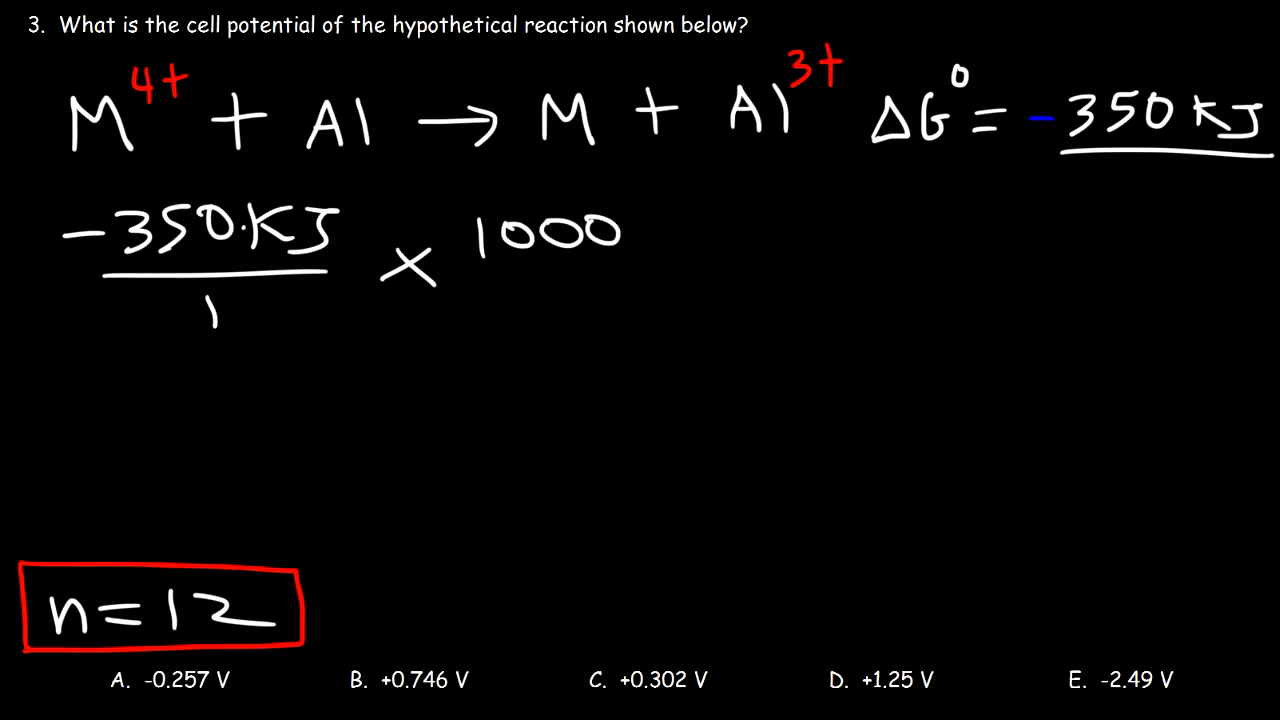 3. What is the cell potential of the hypothetical reaction shown below?
M⁴⁺ + Al → M + Al³⁺ ΔG⁰ = -350 KJ
-350.KJ / 1 × 1000
n = 12
A. -0.257 V B. +0.746 V C. +0.302 V D. +1.25 V E. -2.49 V